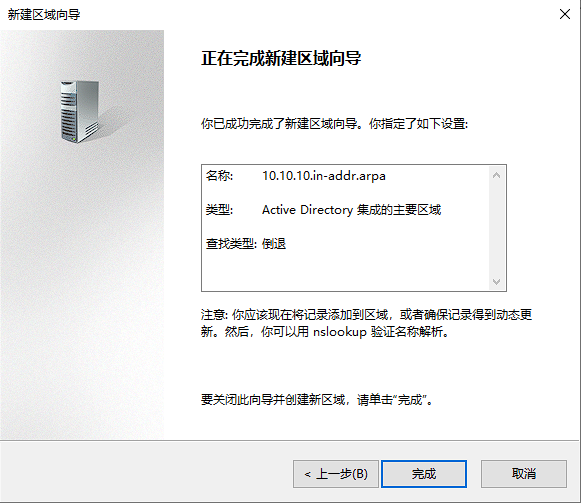 新建区域向导
正在完成新建区域向导
你已成功完成了新建区域向导。你指定了如下设置:
名称: 10.10.10.in-addr.arpa
类型: Active Directory 集成的主要区域
查找类型: 倒退
注意: 你应该现在将记录添加到区域，或者确保记录得到动态更
新。然后，你可以用 nslookup 验证名称解析。
要关闭此向导并创建新区域，请单击“完成”。
< 上一步(B)
完成
取消